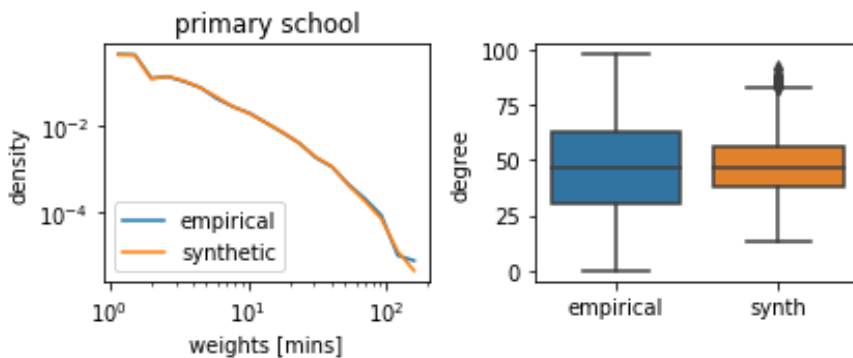 primary school
density
10^-2
10^-4
empirical
synthetic
10^0 10^1 10^2
weights [mins]
degree
100
75
50
25
0
empirical synth